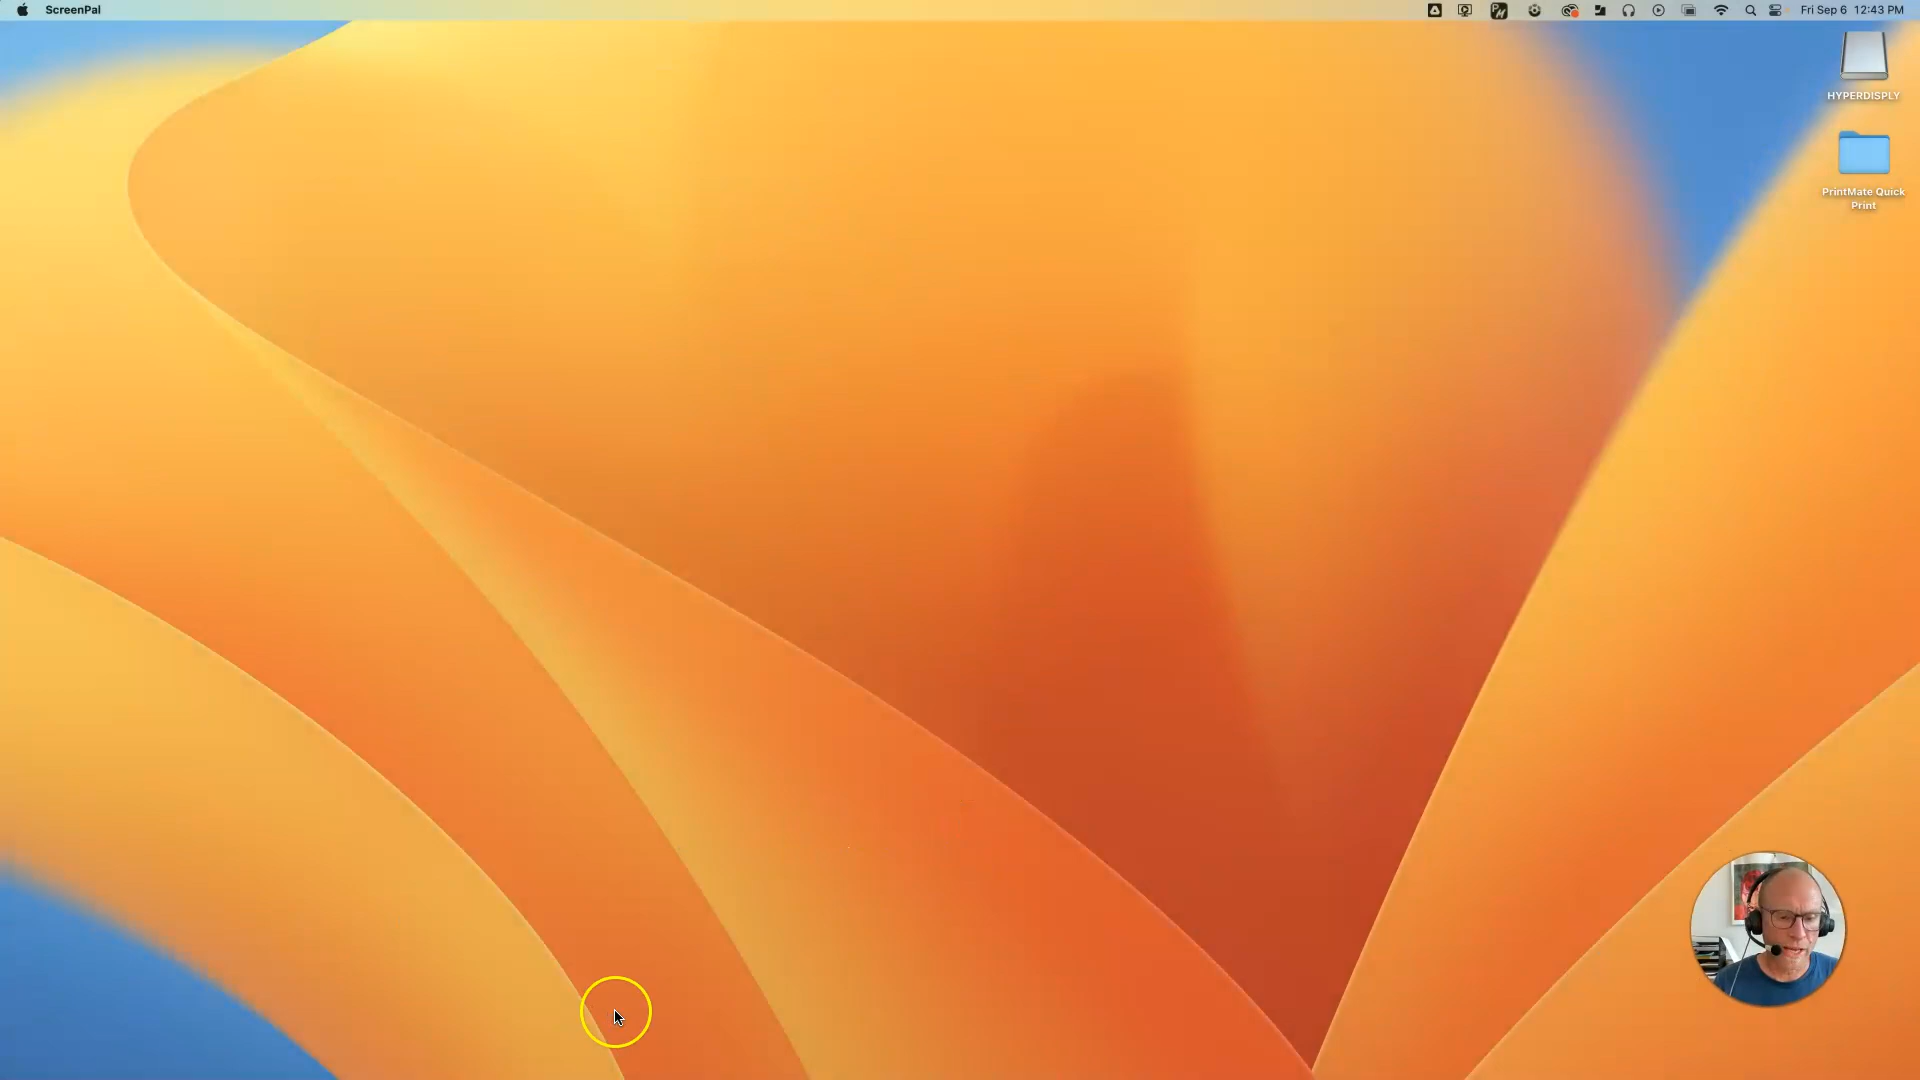 ScreenPal
Fri Sep 6 12:43 PM
HYPERDISPLY
PrintMate Quick
Print